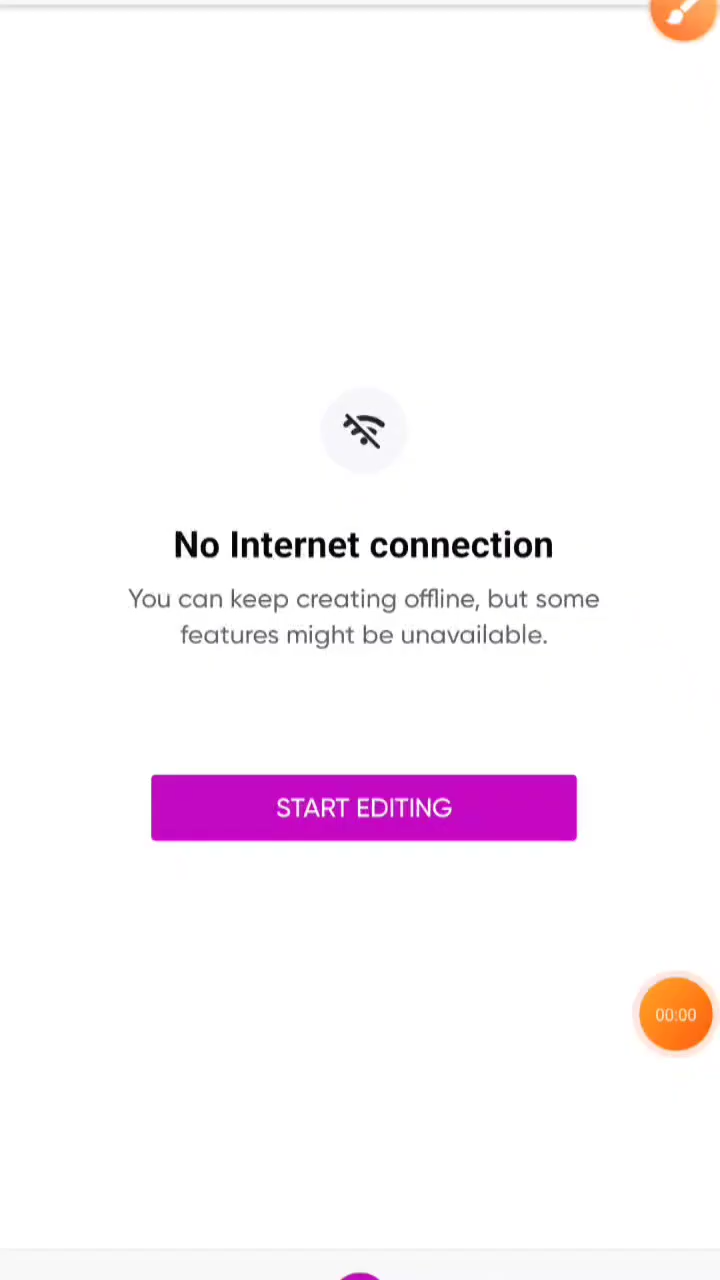 No Internet connection
You can keep creating offline, but some
features might be unavailable.
START EDITING
00:00